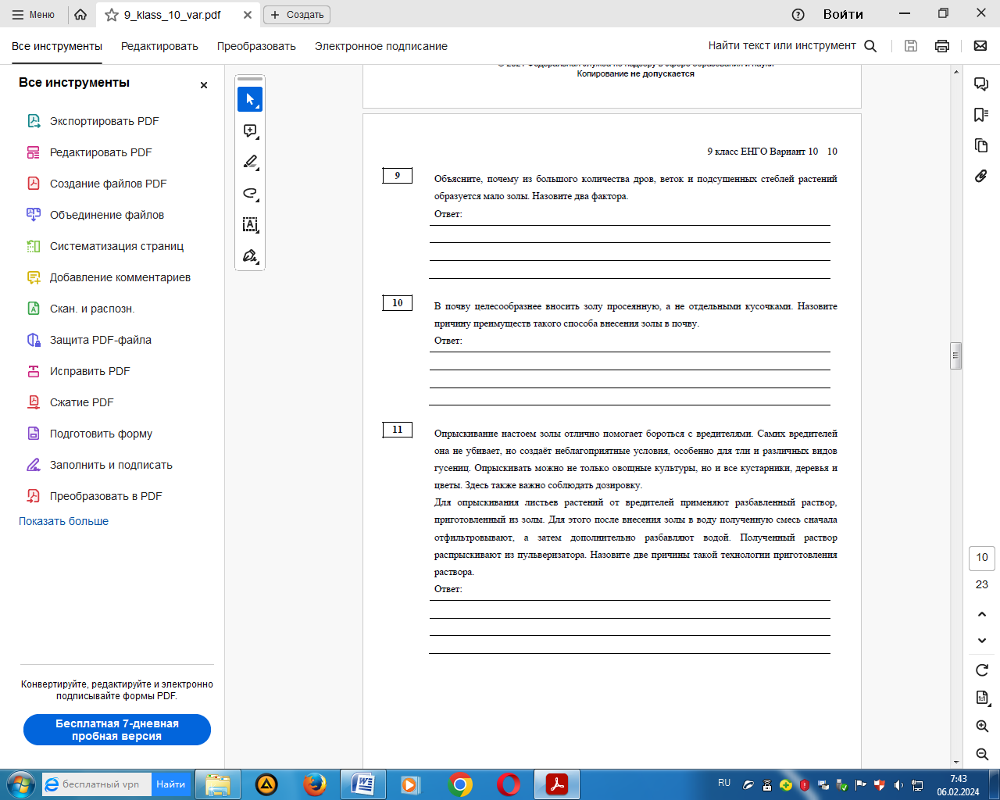 Меню
9_klass_10_var.pdf
Создать
Войти
Все инструменты
Редактировать
Преобразовать
Электронное подписание
Найти текст или инструмент
Все инструменты
Экспортировать PDF
Редактировать PDF
Создание файлов PDF
Объединение файлов
Систематизация страниц
Добавление комментариев
Скан. и распозн.
Защита PDF-файла
Исправить PDF
Сжатие PDF
Подготовить форму
Заполнить и подписать
Преобразовать в PDF
Показать больше
Конвертируйте, редактируйте и электронно
подписывайте формы PDF.
Бесплатная 7-дневная
пробная версия
Копирование не допускается
9 класс ЕНГО Вариант 10 10
9
Объясните, почему из большого количества дров, веток и подсушенных стеблей растений
образуется мало золы. Назовите два фактора.
Ответ:
10
В почву целесообразнее вносить золу просеянную, а не отдельными кусочками. Назовите
причину преимуществ такого способа внесения золы в почву.
Ответ:
11
Опрыскивание настоем золы отлично помогает бороться с вредителями. Самих вредителей
она не убивает, но создаёт неблагоприятные условия, особенно для тли и различных видов
гусениц. Опрыскивать можно не только овощные культуры, но и все кустарники, деревья и
цветы. Здесь также важно соблюдать дозировку.
Для опрыскивания листьев растений от вредителей применяют разбавленный раствор,
приготовленный из золы. Для этого после внесения золы в воду полученную смесь сначала
отфильтровывают, а затем дополнительно разбавляют водой. Полученный раствор
распрыскивают из пульверизатора. Назовите две причины такой технологии приготовления
раствора.
Ответ:
10
23
бесплатный vpn
Найти
RU
7:43
06.02.2024